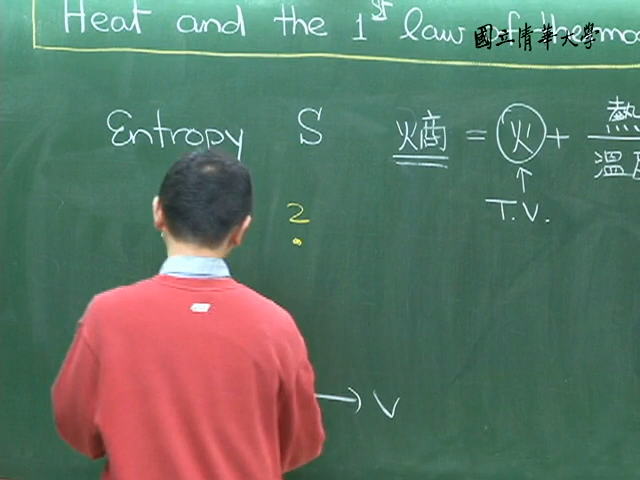 Heat and the 1st law of thermo
國立清華大學
Entropy S 熵 = 火 + 熱
溫
T.V.
2
V